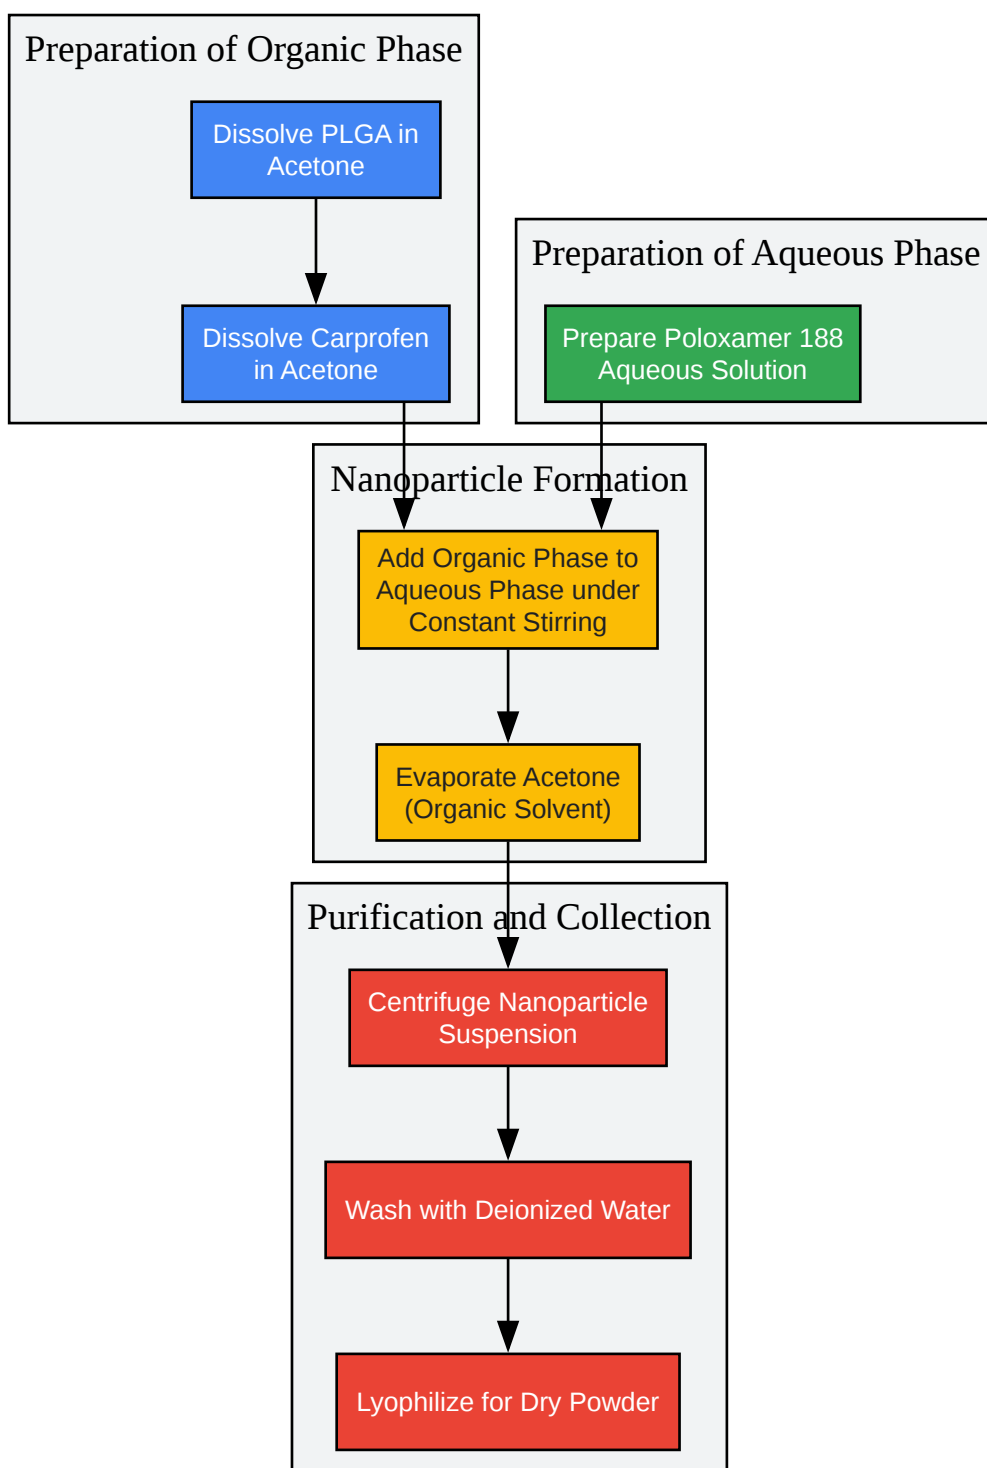 Preparation of Organic Phase
Dissolve PLGA in
Acetone
Dissolve Carprofen
in Acetone
Preparation of Aqueous Phase
Prepare Poloxamer 188
Aqueous Solution
Nanoparticle Formation
Add Organic Phase to
Aqueous Phase under
Constant Stirring
Evaporate Acetone
(Organic Solvent)
Purification and Collection
Centrifuge Nanoparticle
Suspension
Wash with Deionized Water
Lyophilize for Dry Powder